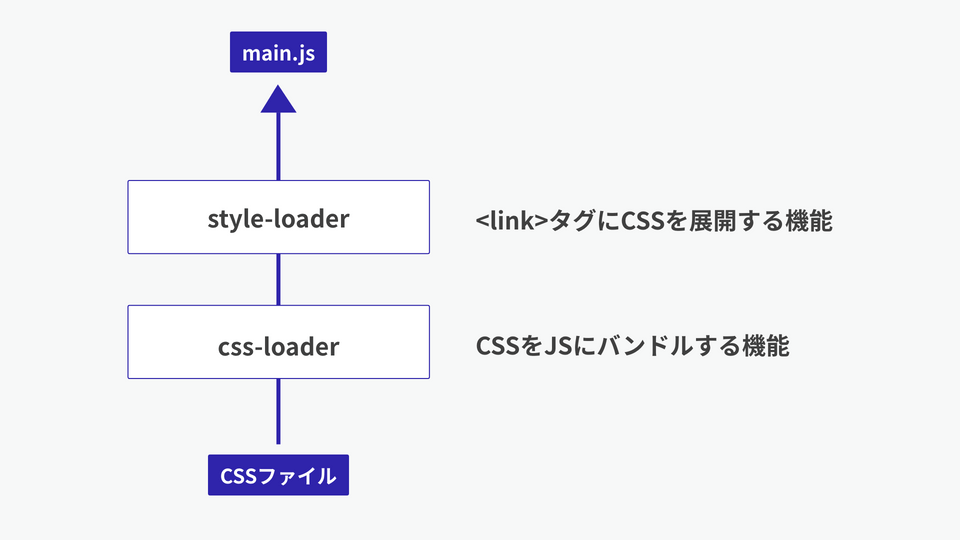 main.js
style-loader
<link>タグにCSSを展開する機能
css-loader
CSSをJSにバンドルする機能
CSSファイル